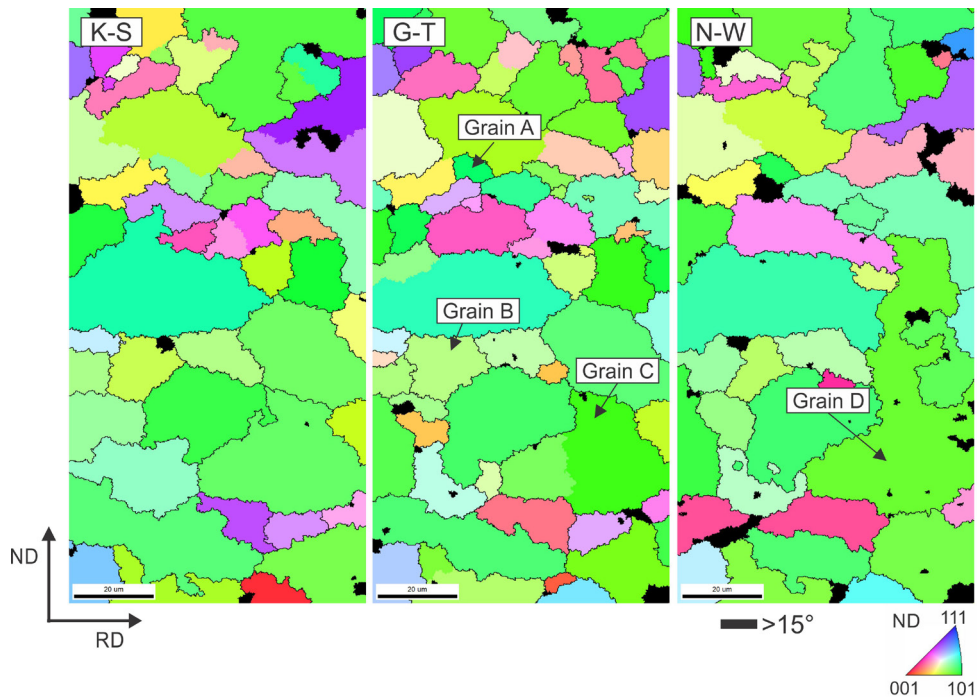 K-S
G-T
N-W
Grain A
Grain B
Grain C
Grain D
ND
RD
20 um
20 um
20 um
>15°
ND 111
001 101